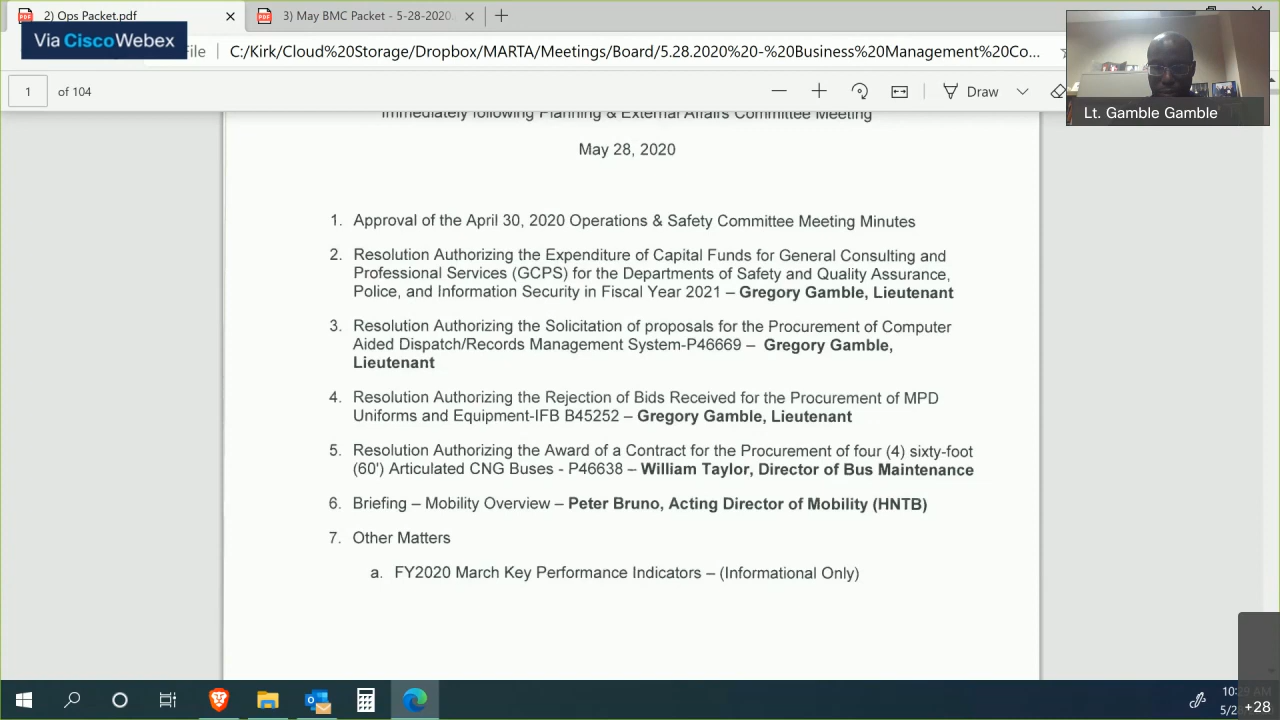 2) Ops Packet.pdf
3) May BMC Packet - 5-28-2020.
Via Cisco Webex
File
C:/Kirk/Cloud%20Storage/Dropbox/MARTA/Meetings/Board/5.28.2020%20-%20Business%20Management%20Co...
1 of 104
Draw
Lt. Gamble Gamble
Immediately following Planning & External Affairs Committee Meeting
May 28, 2020
1. Approval of the April 30, 2020 Operations & Safety Committee Meeting Minutes
2. Resolution Authorizing the Expenditure of Capital Funds for General Consulting and
Professional Services (GCPS) for the Departments of Safety and Quality Assurance,
Police, and Information Security in Fiscal Year 2021 – Gregory Gamble, Lieutenant
3. Resolution Authorizing the Solicitation of proposals for the Procurement of Computer
Aided Dispatch/Records Management System-P46669 – Gregory Gamble,
Lieutenant
4. Resolution Authorizing the Rejection of Bids Received for the Procurement of MPD
Uniforms and Equipment-IFB B45252 – Gregory Gamble, Lieutenant
5. Resolution Authorizing the Award of a Contract for the Procurement of four (4) sixty-foot
(60') Articulated CNG Buses - P46638 – William Taylor, Director of Bus Maintenance
6. Briefing – Mobility Overview – Peter Bruno, Acting Director of Mobility (HNTB)
7. Other Matters
a. FY2020 March Key Performance Indicators – (Informational Only)
+28